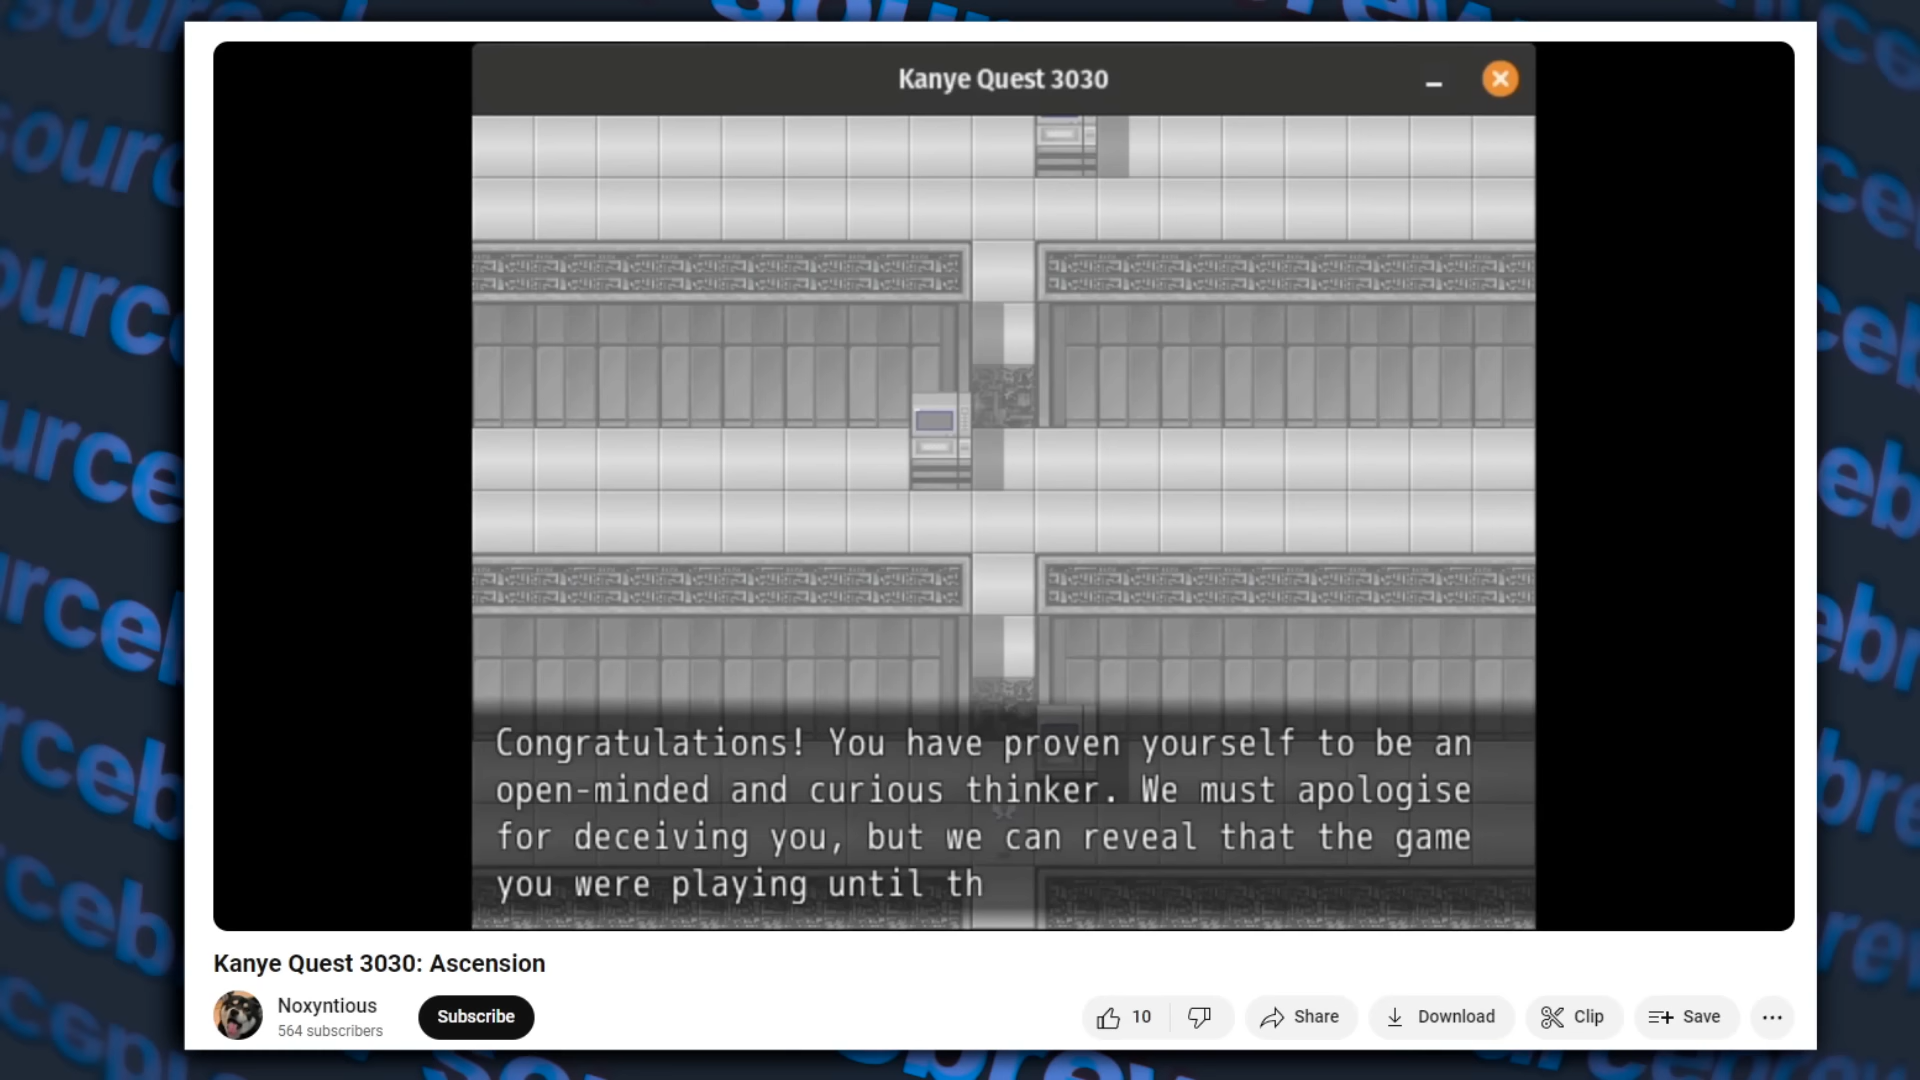 Kanye Quest 3030
Congratulations! You have proven yourself to be an
open-minded and curious thinker. We must apologise
for deceiving you, but we can reveal that the game
you were playing until th
Kanye Quest 3030: Ascension
Noxyntious
564 subscribers
Subscribe
10
Share
Download
Clip
Save